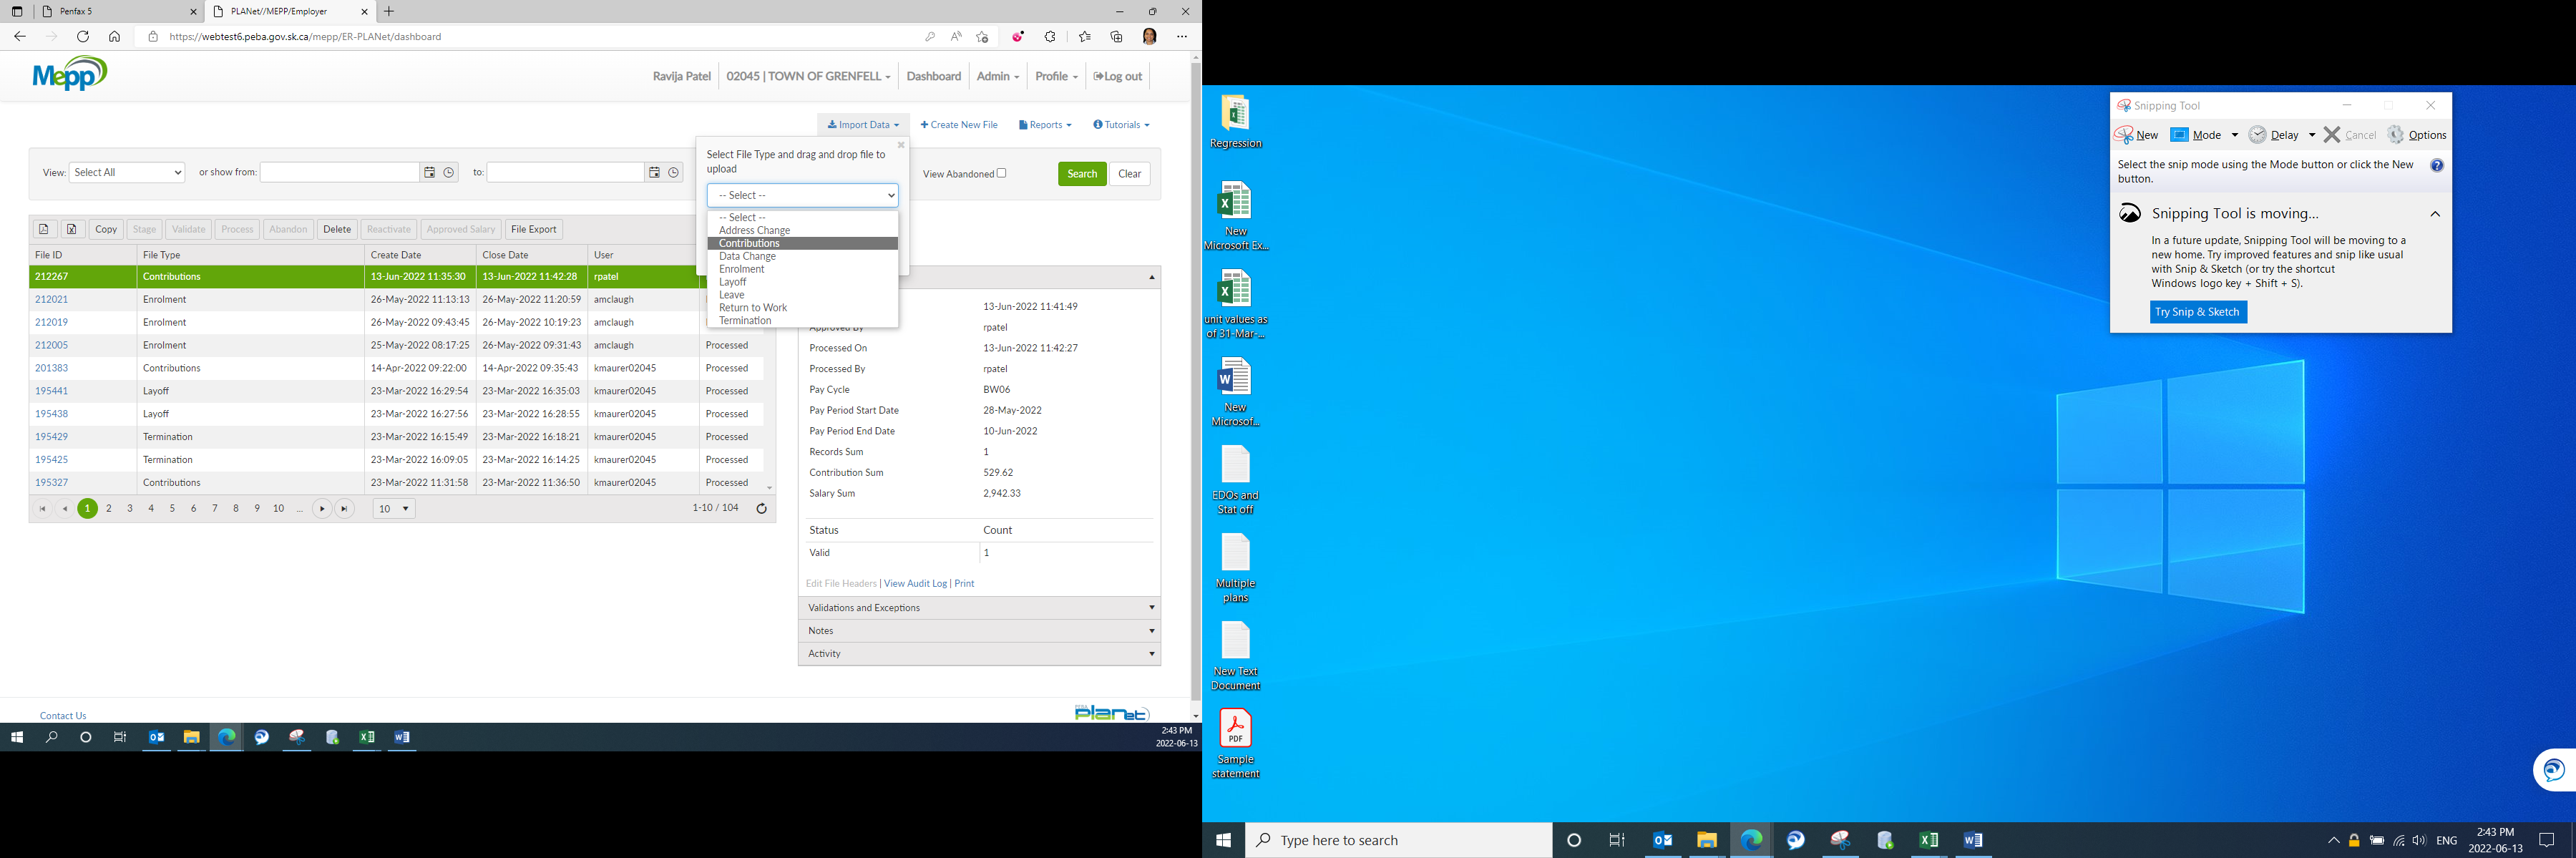 Penfax 5
PLANet//MEPP/Employer
https://webtest6.peba.gov.sk.ca/mepp/ER-PLANet/dashboard
Mepp
Ravija Patel
02045 | TOWN OF GRENFELL
Dashboard
Admin
Profile
Log out
Import Data
Create New File
Reports
Tutorials
Select File Type and drag and drop file to
upload
-- Select --
-- Select --
Address Change
Contributions
Data Change
Enrolment
Layoff
Leave
Return to Work
Termination
View: Select All
or show from:
to:
View Abandoned
Search
Clear
Copy Stage Validate Process Abandon Delete Reactivate Approved Salary File Export
File ID File Type Create Date Close Date User
212267 Contributions 13-Jun-2022 11:35:30 13-Jun-2022 11:42:28 rpatel
212021 Enrolment 26-May-2022 11:13:13 26-May-2022 11:20:59 amclaugh
212019 Enrolment 26-May-2022 09:43:45 26-May-2022 10:19:23 amclaugh
212005 Enrolment 25-May-2022 08:17:25 26-May-2022 09:31:43 amclaugh Processed
201383 Contributions 14-Apr-2022 09:22:00 14-Apr-2022 09:35:43 kmaurer02045 Processed
195441 Layoff 23-Mar-2022 16:29:54 23-Mar-2022 16:35:03 kmaurer02045 Processed
195438 Layoff 23-Mar-2022 16:27:56 23-Mar-2022 16:28:55 kmaurer02045 Processed
195429 Termination 23-Mar-2022 16:15:49 23-Mar-2022 16:18:21 kmaurer02045 Processed
195425 Termination 23-Mar-2022 16:09:05 23-Mar-2022 16:14:25 kmaurer02045 Processed
195327 Contributions 23-Mar-2022 11:31:58 23-Mar-2022 11:36:50 kmaurer02045 Processed
1 2 3 4 5 6 7 8 9 10 ... 10 1-10 / 104
13-Jun-2022 11:41:49
Approved By rpatel
Processed On 13-Jun-2022 11:42:27
Processed By rpatel
Pay Cycle BW06
Pay Period Start Date 28-May-2022
Pay Period End Date 10-Jun-2022
Records Sum 1
Contribution Sum 529.62
Salary Sum 2,942.33
Status Count
Valid 1
Edit File Headers | View Audit Log | Print
Validations and Exceptions
Notes
Activity
Contact Us
PLANet
2:43 PM
2022-06-13
Regression
New
Microsoft Ex...
unit values as
of 31-Mar-...
New
Microsof...
EDOs and
Stat off
Multiple
plans
New Text
Document
PDF
Sample
statement
Snipping Tool
New Mode Delay Cancel Options
Select the snip mode using the Mode button or click the New
button.
Snipping Tool is moving...
In a future update, Snipping Tool will be moving to a
new home. Try improved features and snip like usual
with Snip & Sketch (or try the shortcut
Windows logo key + Shift + S).
Try Snip & Sketch
Type here to search
ENG
2:43 PM
2022-06-13